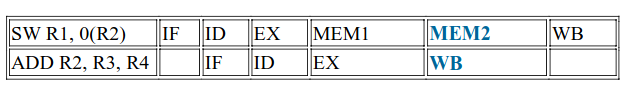 SW R1, 0(R2) IF ID EX MEM1 MEM2 WB
ADD R2, R3, R4 IF ID EX WB